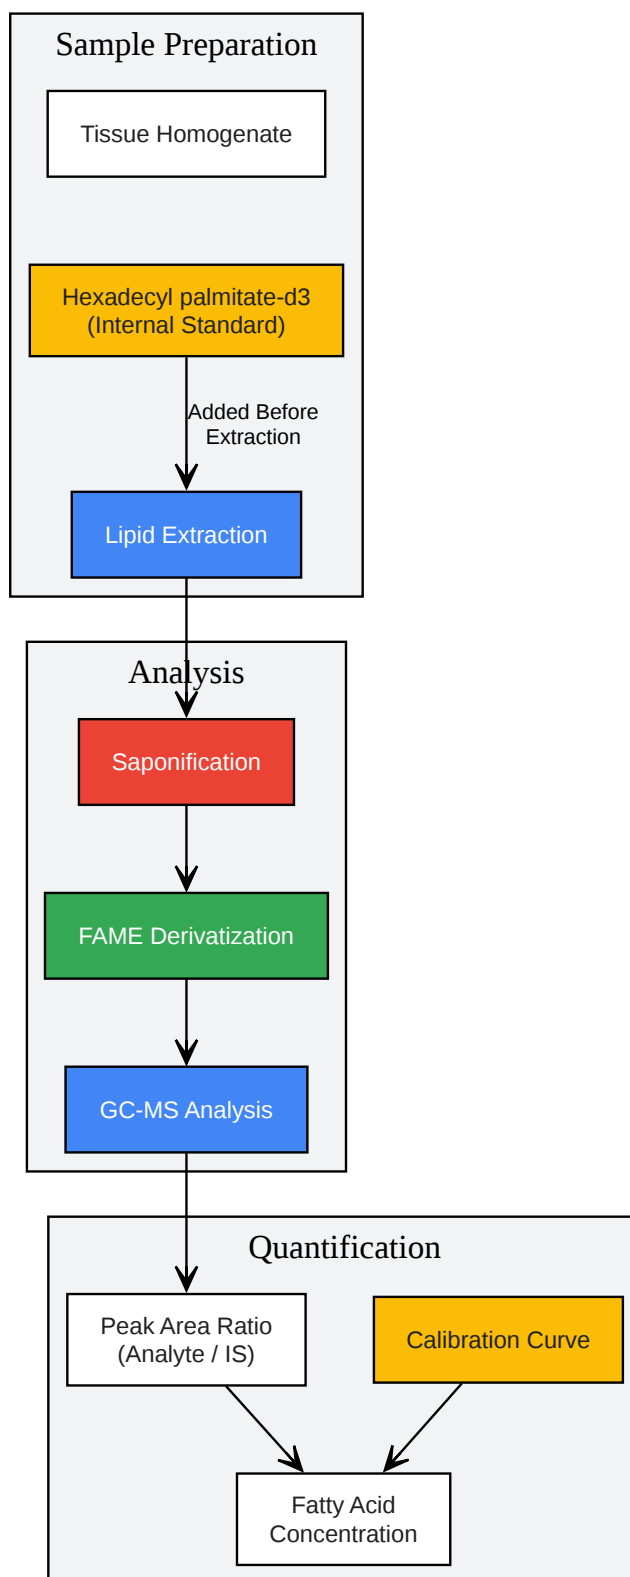 Sample Preparation
Tissue Homogenate
Hexadecyl palmitate-d3
(Internal Standard)
Added Before
Extraction
Lipid Extraction
Analysis
Saponification
FAME Derivatization
GC-MS Analysis
Quantification
Peak Area Ratio
(Analyte / IS)
Calibration Curve
Fatty Acid
Concentration